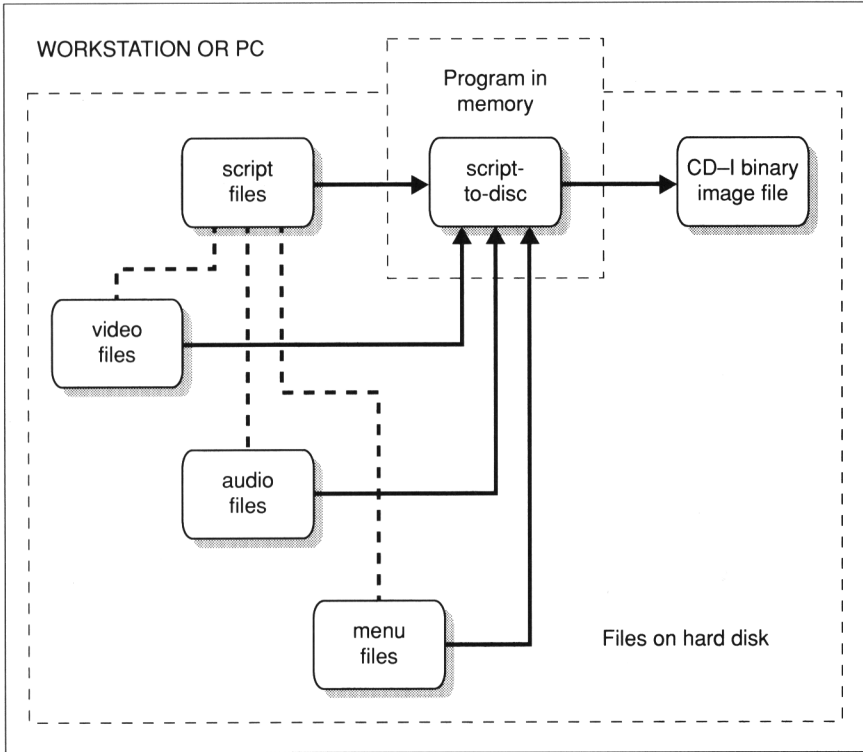 WORKSTATION OR PC
Program in
memory
script
files
script-
to-disc
CD–I binary
image file
video
files
audio
files
menu
files
Files on hard disk